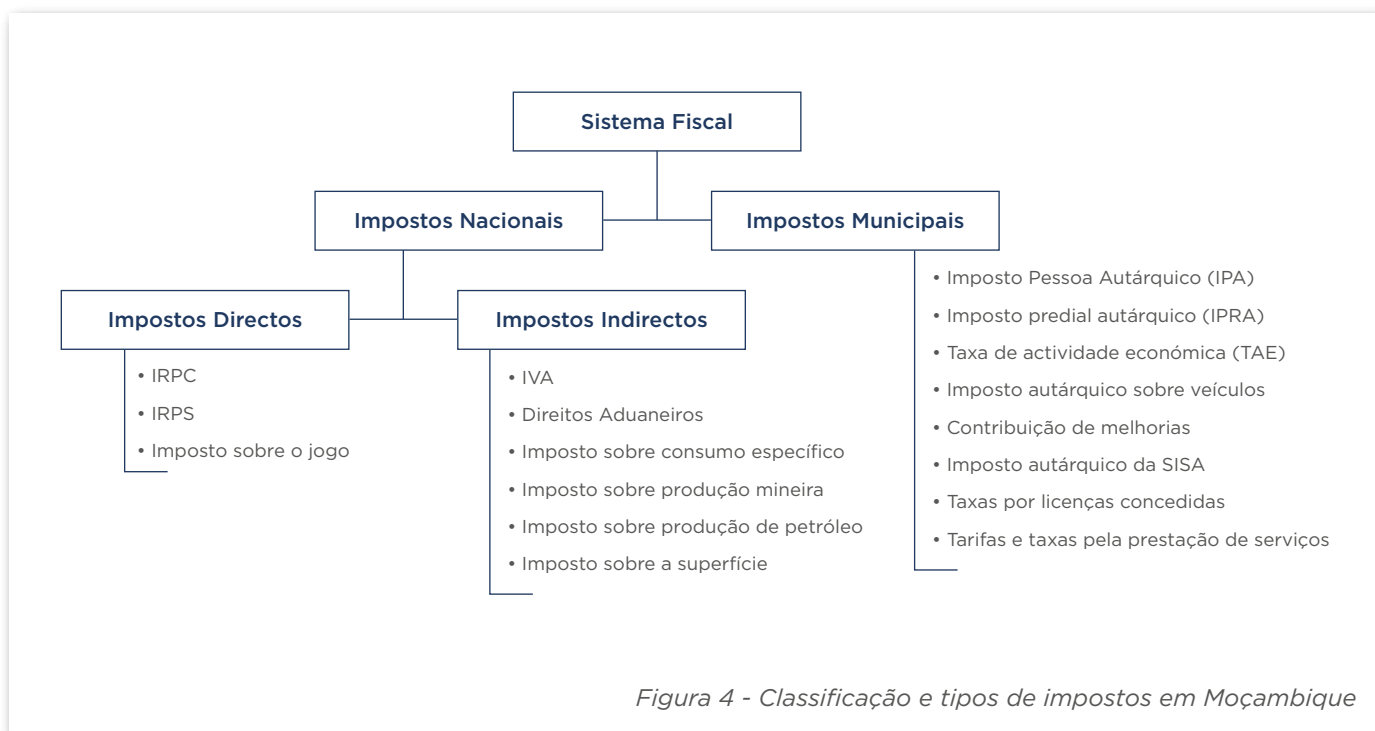 Sistema Fiscal
Impostos Nacionais
Impostos Municipais
Impostos Directos
• IRPC
• IRPS
• Imposto sobre o jogo
Impostos Indirectos
• IVA
• Direitos Aduaneiros
• Imposto sobre consumo específico
• Imposto sobre produção mineira
• Imposto sobre produção de petróleo
• Imposto sobre a superfície
• Imposto Pessoa Autárquico (IPA)
• Imposto predial autárquico (IPRA)
• Taxa de actividade económica (TAE)
• Imposto autárquico sobre veículos
• Contribuição de melhorias
• Imposto autárquico da SISA
• Taxas por licenças concedidas
• Tarifas e taxas pela prestação de serviços
Figura 4 - Classificação e tipos de impostos em Moçambique